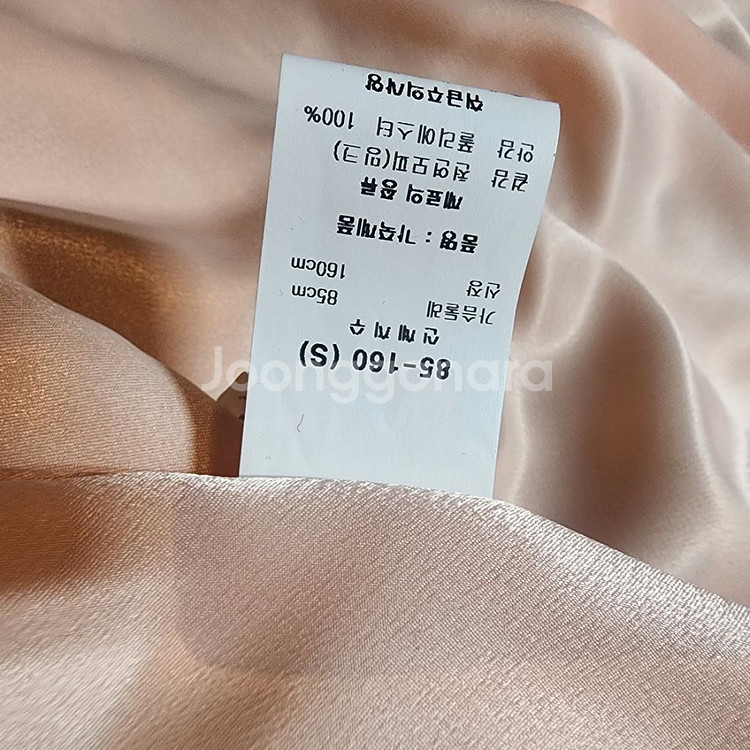 85-160 (S)
신 체 치 수
가슴둘레 85cm
신장 160cm
품명 : 가죽제품
재료의 종류
겉감 천연모피(밍크)
안감 폴리에스터 100%
취급주의사항
Joonggonara